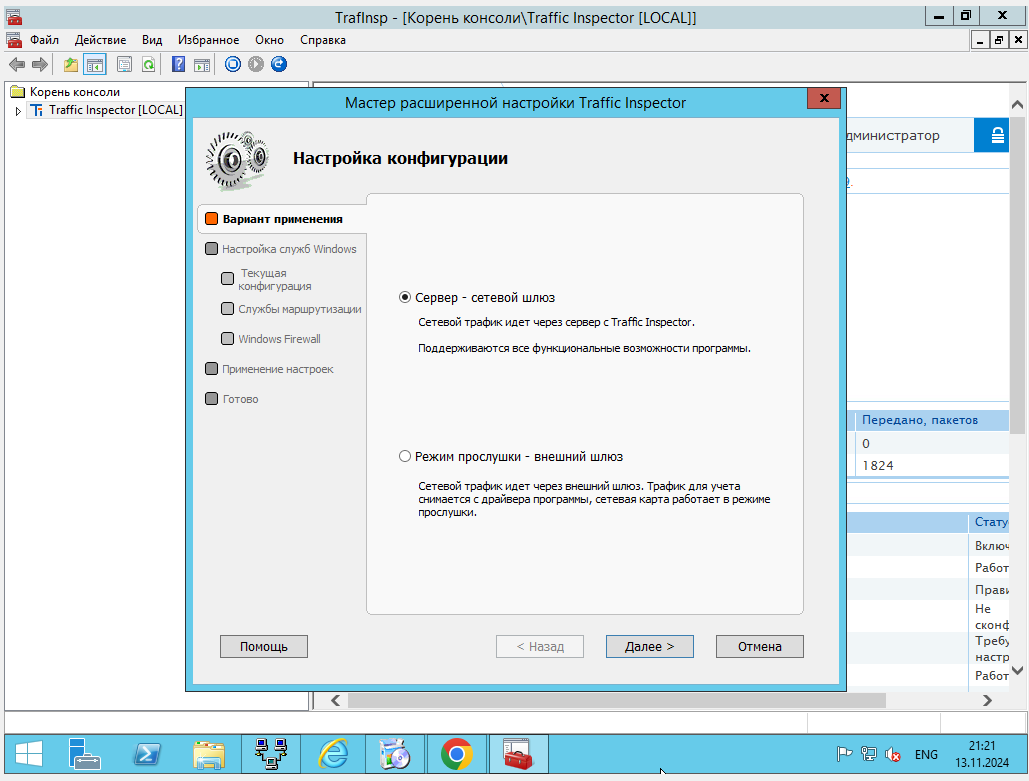 TrafInsp - [Корень консоли\Traffic Inspector [LOCAL]]
Файл Действие Вид Избранное Окно Справка
Корень консоли
Traffic Inspector [LOCAL]
Мастер расширенной настройки Traffic Inspector
Настройка конфигурации
Вариант применения
Настройка служб Windows
Текущая
конфигурация
Службы маршрутизации
Windows Firewall
Применение настроек
Готово
Сервер - сетевой шлюз
Сетевой трафик идет через сервер с Traffic Inspector.
Поддерживаются все функциональные возможности программы.
Режим прослушки - внешний шлюз
Сетевой трафик идет через внешний шлюз. Трафик для учета
снимается с драйвера программы, сетевая карта работает в режиме
прослушки.
Помощь < Назад Далее > Отмена
дминистратор
Передано, пакетов
0
1824
Стату
Включ
Работ
Прави
Не
сконф
Требу
настр
Работ
ENG
21:21
13.11.2024